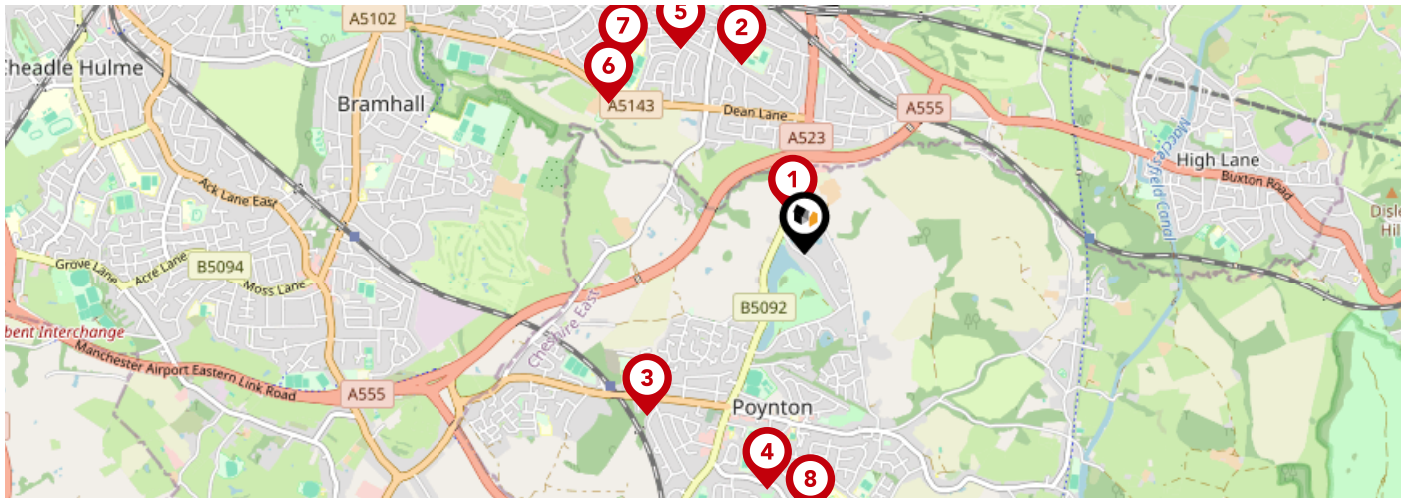 A5102
7
5
2
Cheadle Hulme
6
Bramhall
A5143
Dean Lane
A555
A523
Macclesfield Canal
High Lane
1
Buxton Road
Ack Lane East
Grove Lane
Acre Lane
B5094
Moss Lane
B5092
Cheshire East
bent Interchange
Manchester Airport Eastern Link Road
3
A555
Poynton
4
8